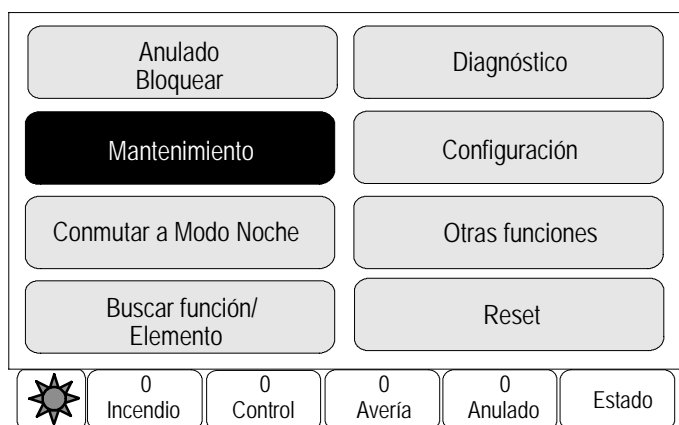 Anulado
Bloquear
Diagnóstico
Mantenimiento
Configuración
Conmutar a Modo Noche
Otras funciones
Buscar función/
Elemento
Reset
0
Incendio
0
Control
0
Avería
0
Anulado
Estado